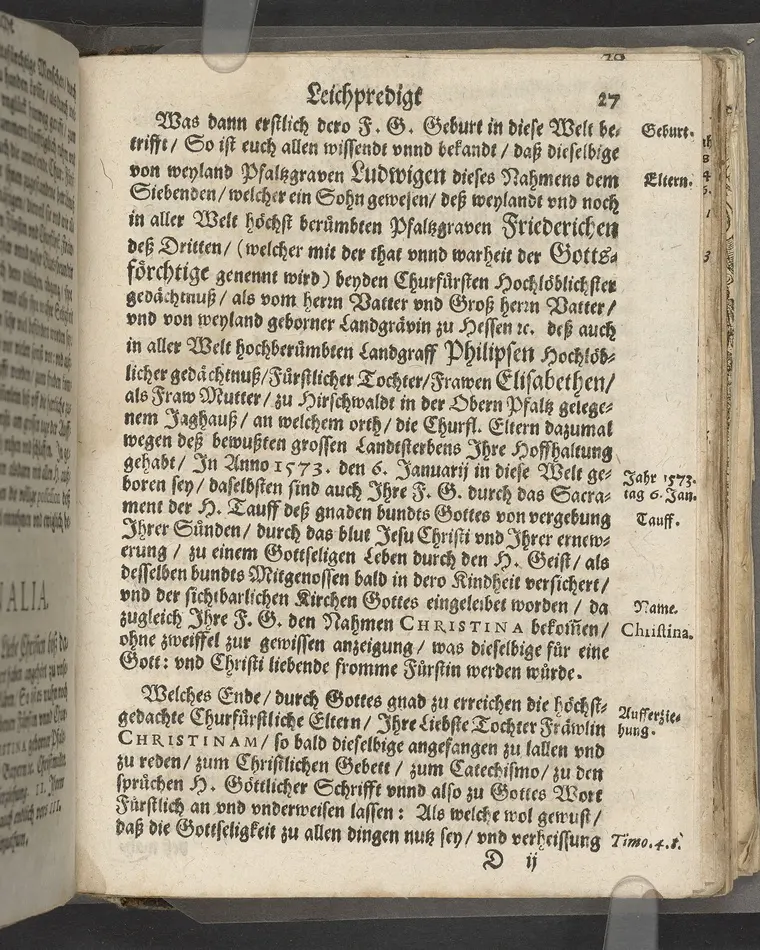 Leichpredigt 27
Was dann erstlich dero F. G. Geburt in diese Welt be-
trifft / So ist euch allen wissendt vnnd bekandt / daß dieselbige
von weyland Pfaltzgraven Ludwigen dieses Nahmens dem
Siebenden / welcher ein Sohn gewesen / deß weylandt vnd noch
in aller Welt höchst berümbten Pfaltzgraven Friederichen
deß Dritten / (welcher mit der that vnnd warheit der Gotts-
förchtige genennt wird) beyden Churfürsten Hochlöblichster
gedächtnuß / als vom herrn Vatter vnd Groß herrn Vatter /
vnd von weyland geborner Landgrävin zu Hessen ꝛc. deß auch
in aller Welt hochberümbten Landgraff Philipsen Hochlöb-
licher gedächtnuß / Fürstlicher Tochter / Frawen Elisabethen /
als Fraw Mutter / zu Hirschwaldt in der Obern Pfaltz gelege-
nem Jaghauß / an welchem orth / die Churfl. Eltern dazumal
wegen deß bewußten grossen Landtsterbens Ihre Hoffhaltung
gehabt / In Anno 1573. den 6. Januarij in diese Welt ge-
boren sey / daselbsten sind auch Ihre F. G. durch das Sacra-
ment der H. Tauff deß gnaden bundts Gottes von vergebung
Ihrer Sünden / durch das blut Jesu Christi vnd Ihrer ernew-
erung / zu einem Gottseligen Leben durch den H. Geist / als
desselben bundts Mitgenossen bald in dero Kindheit versichert /
vnd der sichtbarlichen Kirchen Gottes eingeleibet worden / da
zugleich Ihre F. G. den Nahmen CHRISTINA bekom̃en /
ohne zweiffel zur gewissen anzeigung / was dieselbige für eine
Gott: vnd Christi liebende fromme Fürstin werden würde.
Welches Ende / durch Gottes gnad zu erreichen die höchst-
gedachte Churfürstliche Eltern / Ihre Liebste Tochter Fräwlin
CHRISTINAM / so bald dieselbige angefangen zu lallen vnd
zu reden / zum Christlichen Gebett / zum Catechismo / zu den
sprüchen H. Göttlicher Schrifft vnnd also zu Gottes Wort
Fürstlich an vnd vnderweisen lassen: Als welche wol gewust /
daß die Gottseligkeit zu allen dingen nutz sey / vnd verheissung
D ij
Geburt.
Eltern.
Jahr 1573.
tag 6. Jan.
Tauff.
Name.
Christina.
Aufferzie-
hung.
Timo. 4. 8.